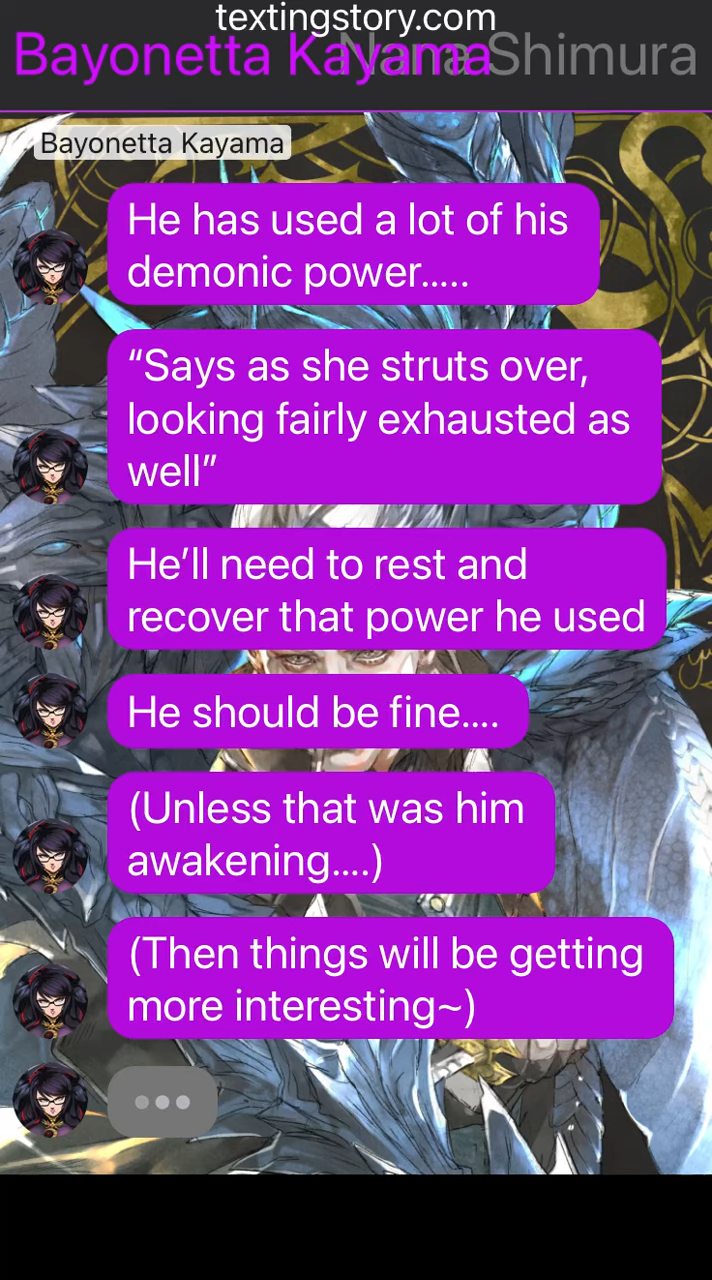 textingstory.com
Bayonetta Kayama
Nana Shimura
Bayonetta Kayama
He has used a lot of his
demonic power.....
“Says as she struts over,
looking fairly exhausted as
well”
He’ll need to rest and
recover that power he used
He should be fine....
(Unless that was him
awakening....)
(Then things will be getting
more interesting~)